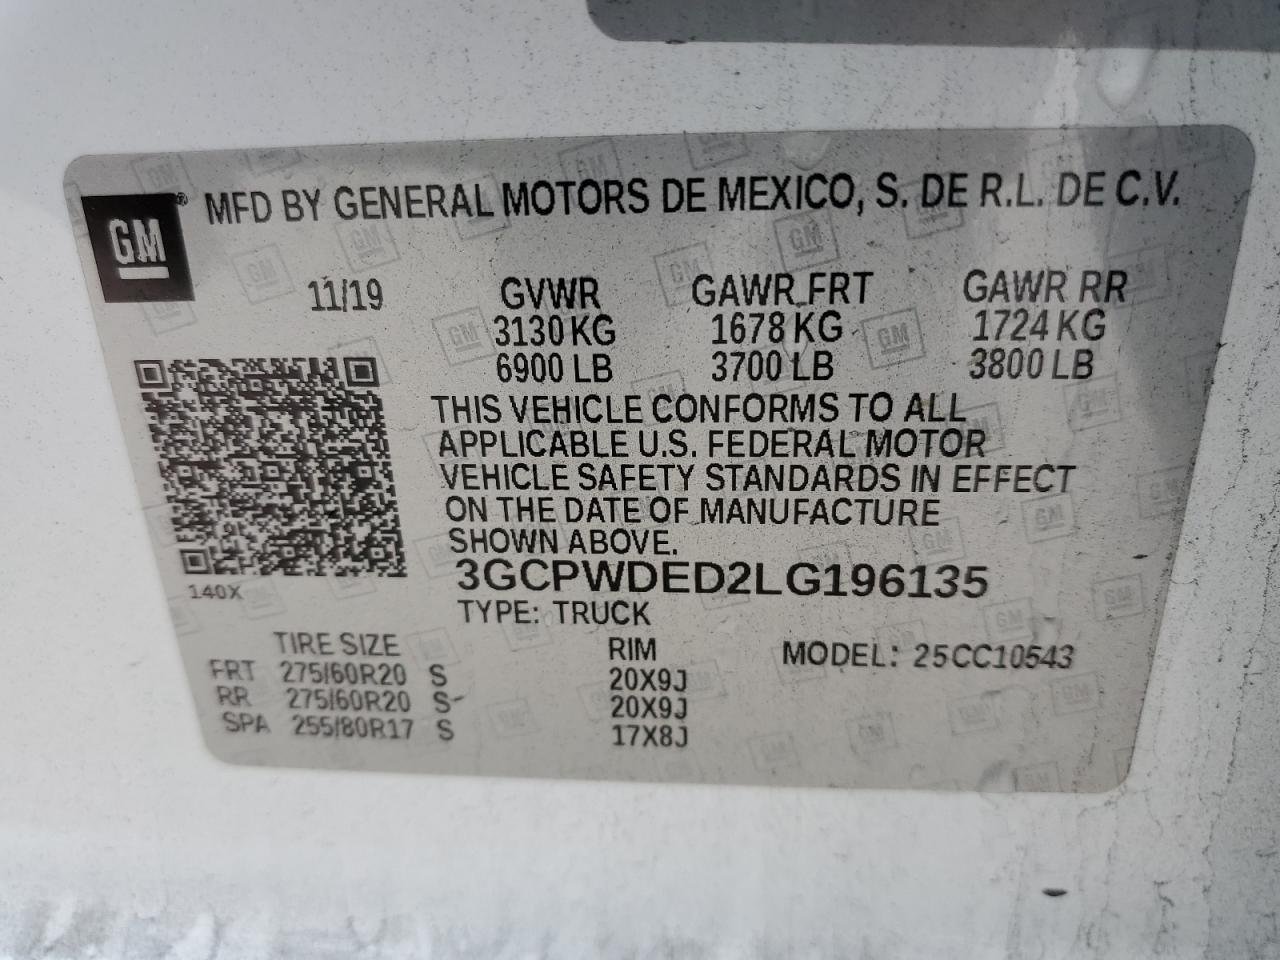 GM® MFD BY GENERAL MOTORS DE MEXICO, S. DE R.L. DE C.V.
11/19 GVWR GAWR FRT GAWR RR
3130 KG 1678 KG 1724 KG
6900 LB 3700 LB 3800 LB
THIS VEHICLE CONFORMS TO ALL
APPLICABLE U.S. FEDERAL MOTOR
VEHICLE SAFETY STANDARDS IN EFFECT
ON THE DATE OF MANUFACTURE
SHOWN ABOVE.
3GCPWDED2LG196135
140X
TYPE: TRUCK
TIRE SIZE RIM MODEL: 25CC10543
FRT 275/60R20 S 20X9J
RR 275/60R20 S 20X9J
SPA 255/80R17 S 17X8J